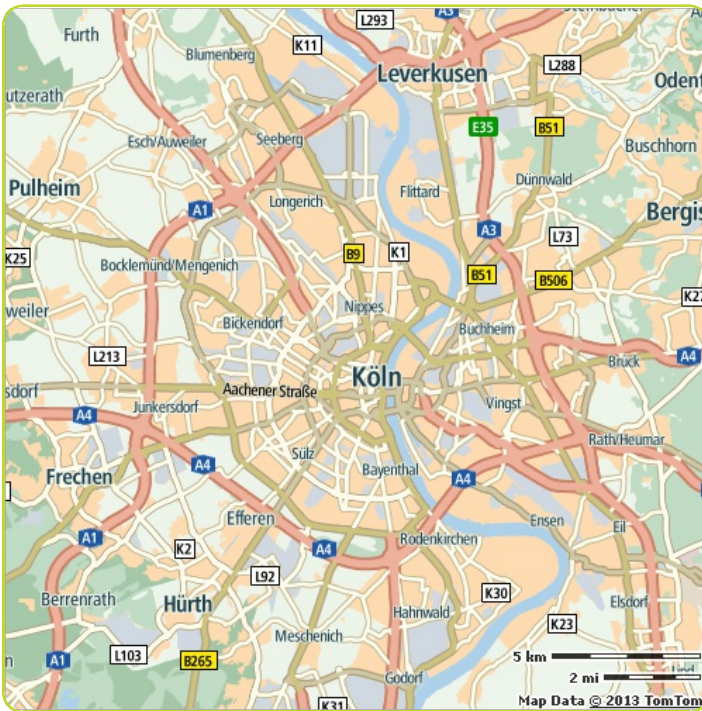 A3
L293
Steinbücher
Furth
K11
Blumenberg
Leverkusen
L288
utzerath
Odent
E35
B51
Esch/Auweiler
Seeberg
Buschhorn
Dünnwald
Pulheim
Flittard
A1
Longerich
Bergis
A3
L73
K25
B9
K1
Bocklemünd/Mengenich
B51
B506
K27
weiler
Nippes
Bickendorf
Buchheim
L213
A4
Brück
Köln
sdorf
Aachener Straße
Junkersdorf
A4
Vingst
Rath/Heumar
Sülz
A4
Bayenthal
Frechen
A4
Efferen
Ensen
Eil
A1
K2
A4
Rodenkirchen
L92
Berrenrath
Hürth
K30
Elsdorf
Hahnwald
K23
Meschenich
L103
5 km
A1
B265
2 mi
Lind
Godorf
Map Data © 2013 TomTom
K31